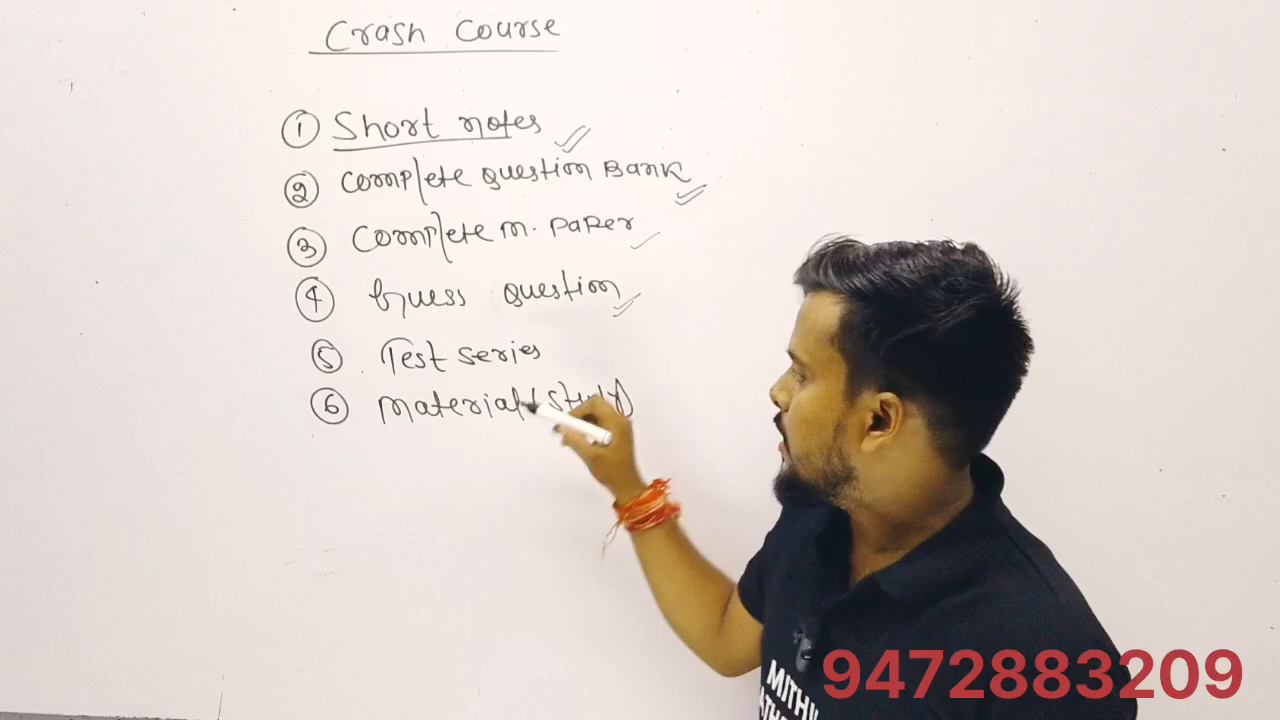 Crash Course
① Short notes
② Complete Question Bank
③ Complete M. Paper
④ Guess Question
⑤ Test series
⑥ Material (Study)
9472883209